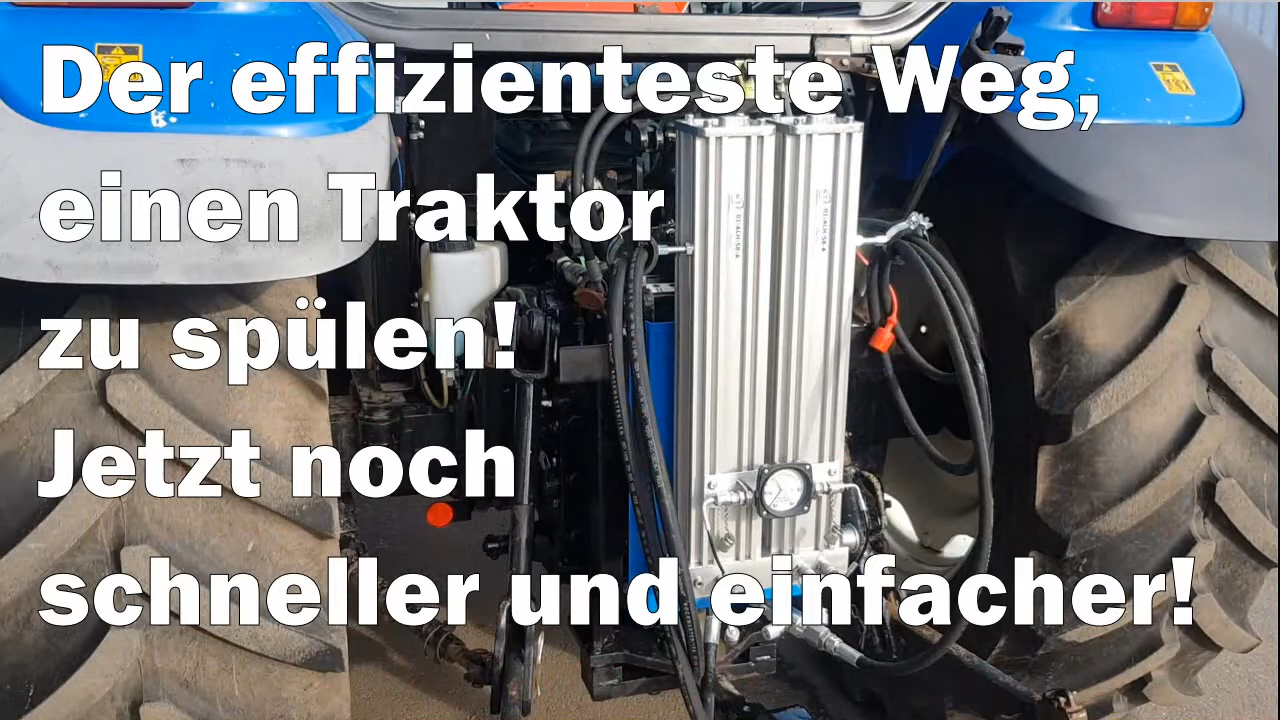 Der effizienteste Weg,
einen Traktor
zu spülen!
Jetzt noch
schneller und einfacher!